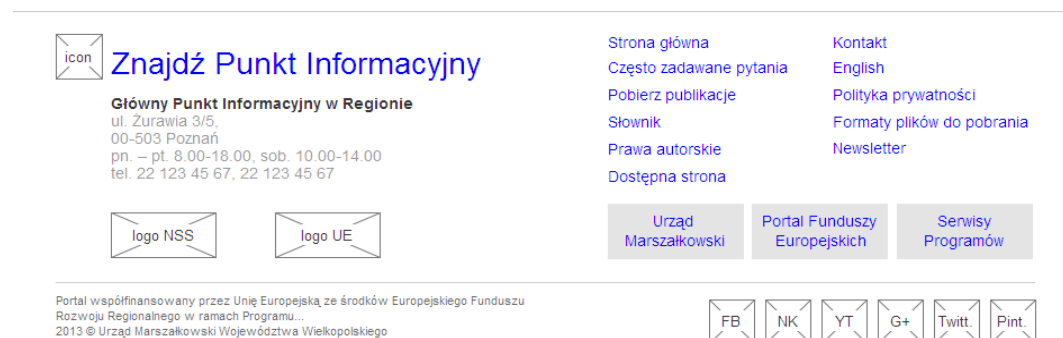 icon
Znajdź Punkt Informacyjny
Główny Punkt Informacyjny w Regionie
ul. Żurawia 3/5,
00-503 Poznań
pn. – pt. 8.00-18.00, sob. 10.00-14.00
tel. 22 123 45 67, 22 123 45 67
logo NSS
logo UE
Strona główna
Często zadawane pytania
Pobierz publikacje
Słownik
Prawa autorskie
Dostępna strona
Kontakt
English
Polityka prywatności
Formaty plików do pobrania
Newsletter
Urząd
Marszałkowski
Portal Funduszy
Europejskich
Serwisy
Programów
Portal współfinansowany przez Unię Europejską ze środków Europejskiego Funduszu
Rozwoju Regionalnego w ramach Programu...
2013 © Urząd Marszałkowski Województwa Wielkopolskiego
FB
NK
YT
G+
Twitt.
Pint.